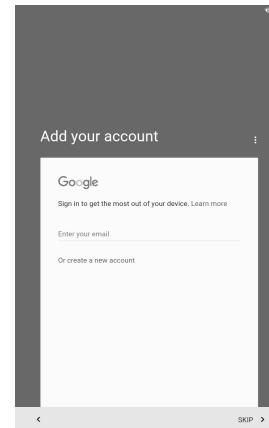 Add your account
Google
Sign in to get the most out of your device. Learn more
Enter your email
Or create a new account
SKIP